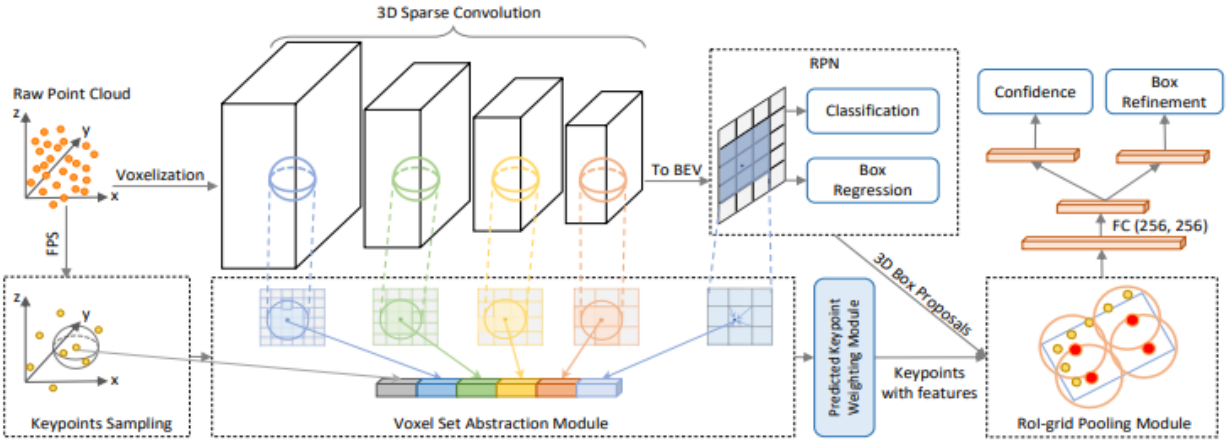 3D Sparse Convolution
Raw Point Cloud
z
y
x
Voxelization
To BEV
RPN
Classification
Box
Regression
Confidence
Box
Refinement
FC (256, 256)
FPS
z
y
x
Keypoints Sampling
Voxel Set Abstraction Module
Predicted Keypoint
Weighting Module
3D Box Proposals
Keypoints
with features
RoI-grid Pooling Module